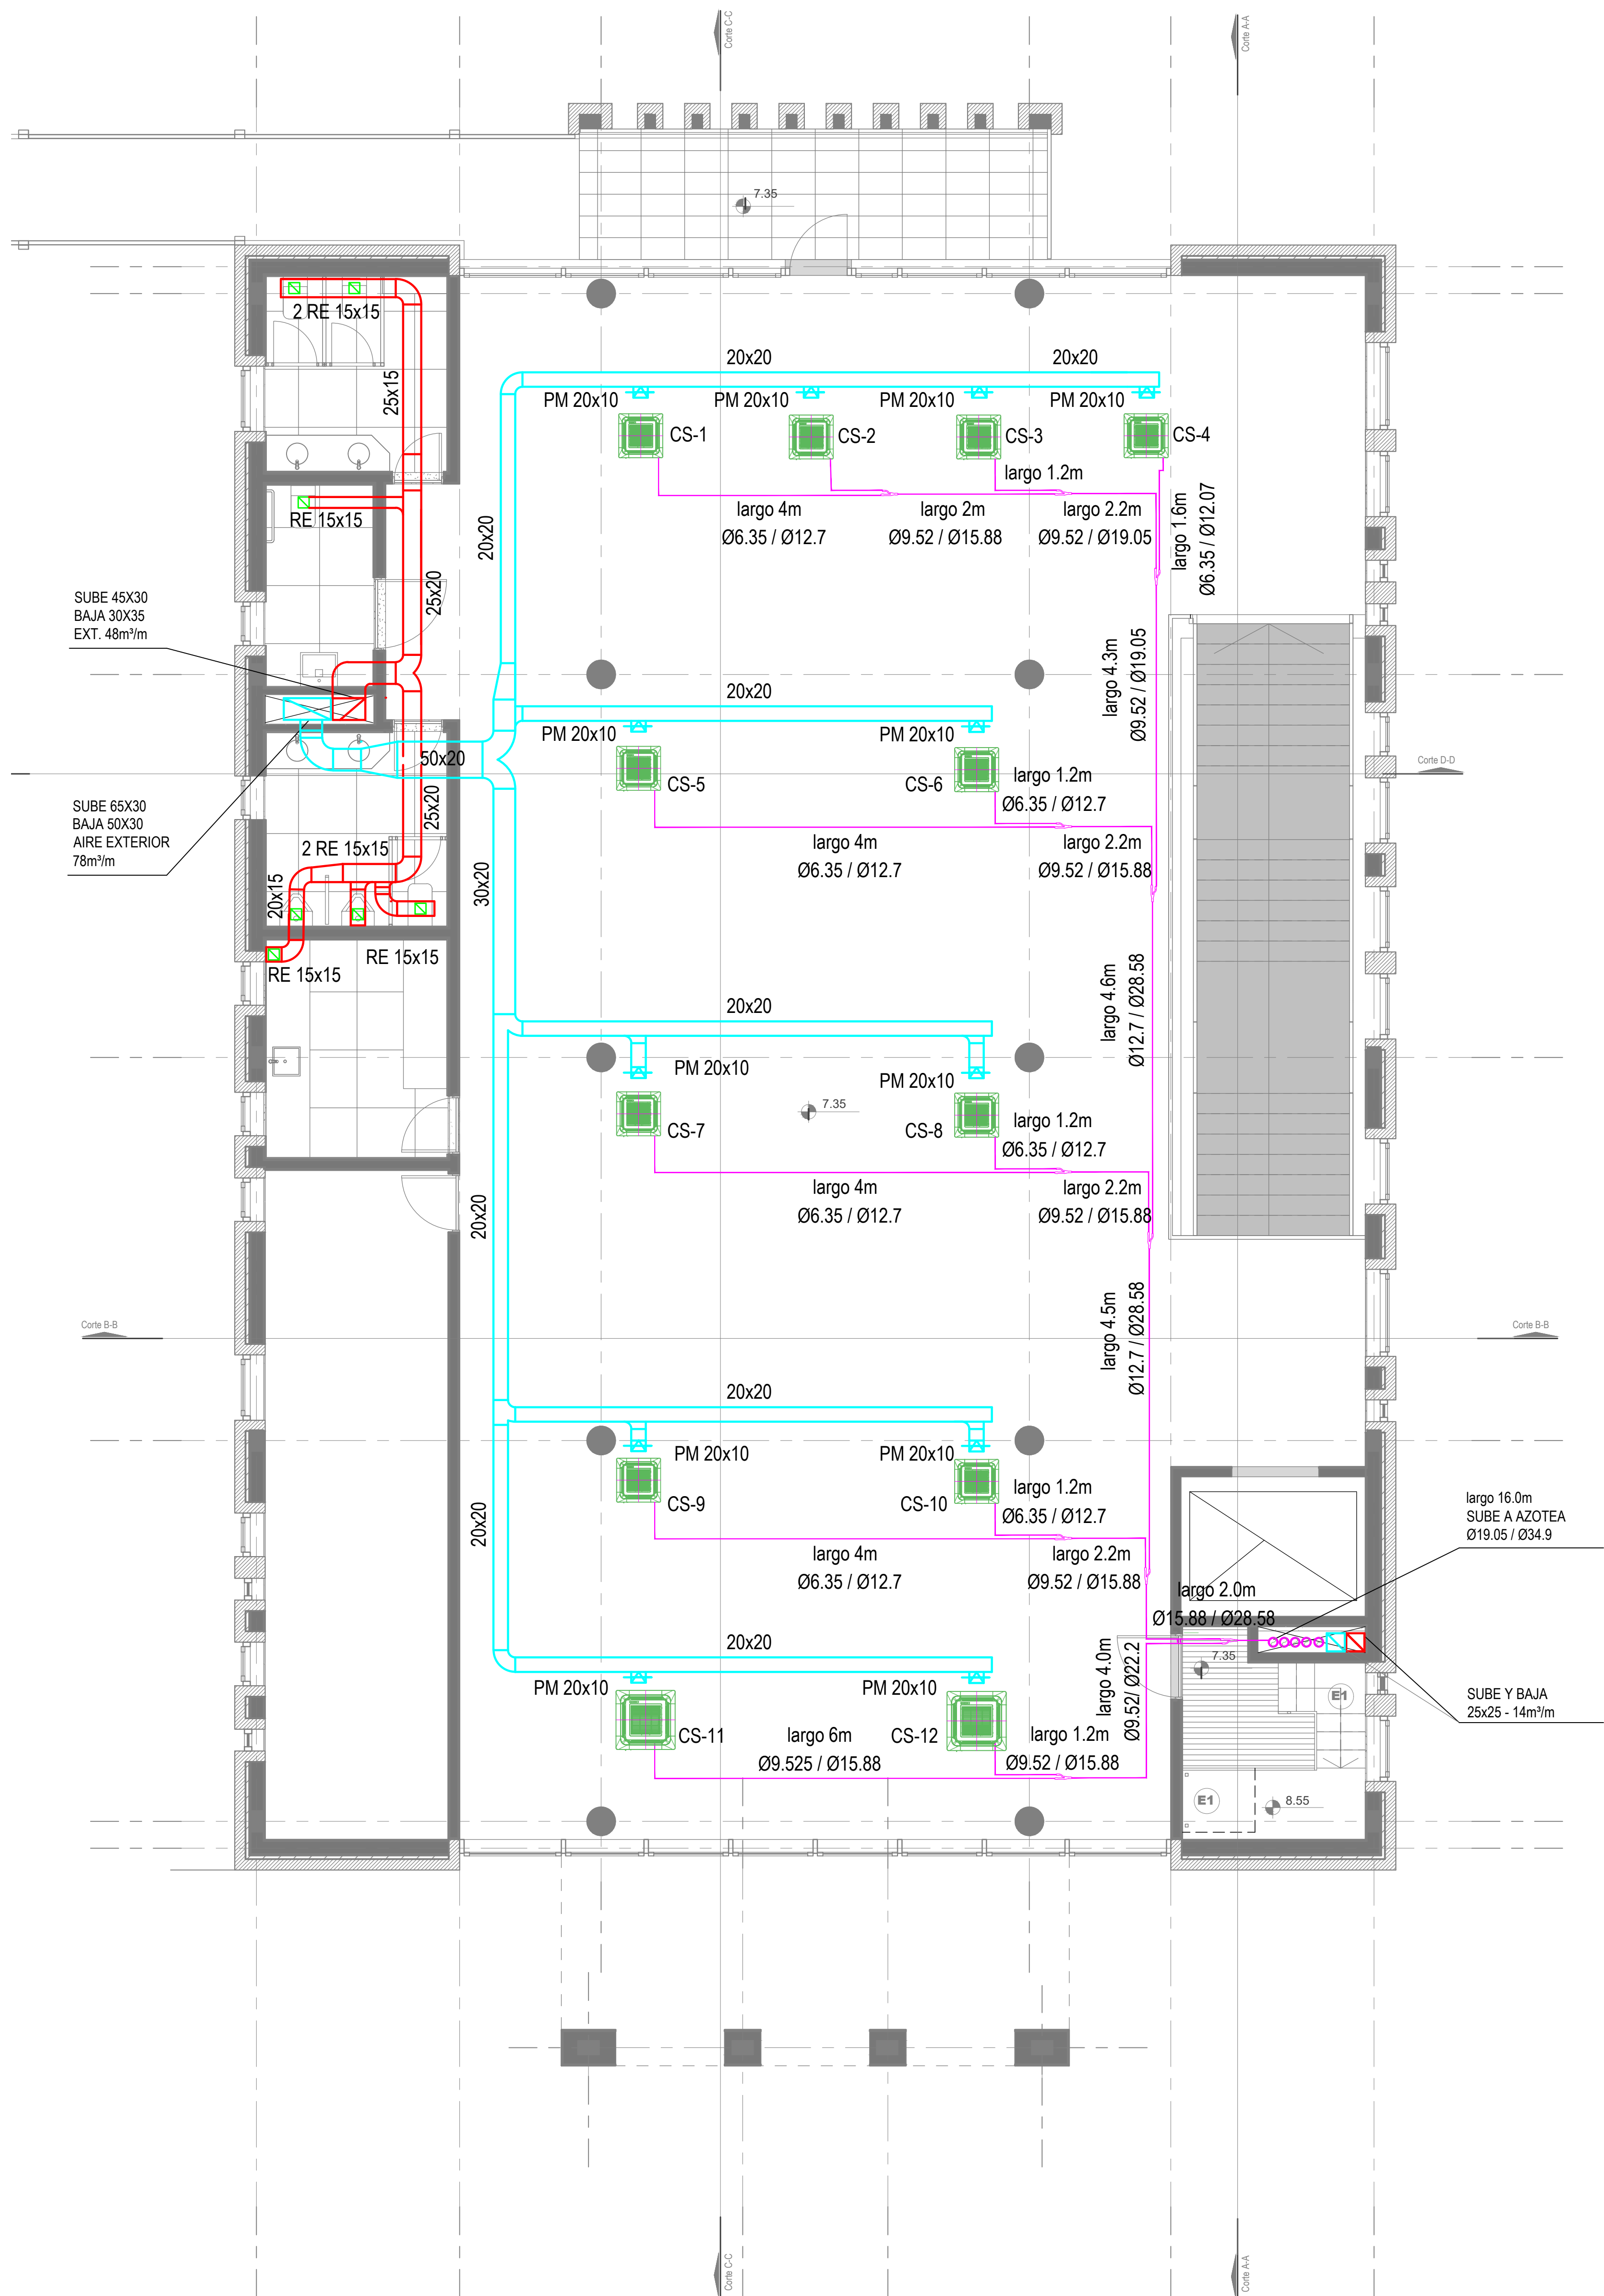 Corte C-C
Corte A-A
7.35
2 RE 15x15
25x15
20x20
20x20
PM 20x10
PM 20x10
PM 20x10
PM 20x10
CS-1
CS-2
CS-3
CS-4
largo 1.2m
largo 4m
Ø6.35 / Ø12.7
largo 2m
Ø9.52 / Ø15.88
largo 2.2m
Ø9.52 / Ø19.05
largo 1.6m
Ø6.35 / Ø12.07
RE 15x15
20x20
25x20
SUBE 45X30
BAJA 30X35
EXT. 48m³/m
largo 4.3m
Ø9.52 / Ø19.05
20x20
PM 20x10
PM 20x10
50x20
CS-5
CS-6
largo 1.2m
Ø6.35 / Ø12.7
Corte D-D
SUBE 65X30
BAJA 50X30
AIRE EXTERIOR
78m³/m
25x20
2 RE 15x15
largo 4m
Ø6.35 / Ø12.7
largo 2.2m
Ø9.52 / Ø15.88
20x15
30x20
RE 15x15
RE 15x15
largo 4.6m
Ø12.7 / Ø28.58
20x20
PM 20x10
PM 20x10
7.35
CS-7
CS-8
largo 1.2m
Ø6.35 / Ø12.7
largo 4m
Ø6.35 / Ø12.7
largo 2.2m
Ø9.52 / Ø15.88
20x20
Corte B-B
Corte B-B
largo 4.5m
Ø12.7 / Ø28.58
20x20
PM 20x10
PM 20x10
CS-9
CS-10
largo 1.2m
Ø6.35 / Ø12.7
20x20
largo 16.0m
SUBE A AZOTEA
Ø19.05 / Ø34.9
largo 4m
Ø6.35 / Ø12.7
largo 2.2m
Ø9.52 / Ø15.88
largo 2.0m
Ø15.88 / Ø28.58
20x20
7.35
largo 4.0m
Ø9.52/ Ø22.2
PM 20x10
PM 20x10
E1
SUBE Y BAJA
25x25 - 14m³/m
CS-11
CS-12
largo 6m
Ø9.525 / Ø15.88
largo 1.2m
Ø9.52 / Ø15.88
E1
8.55
Corte C-C
Corte A-A